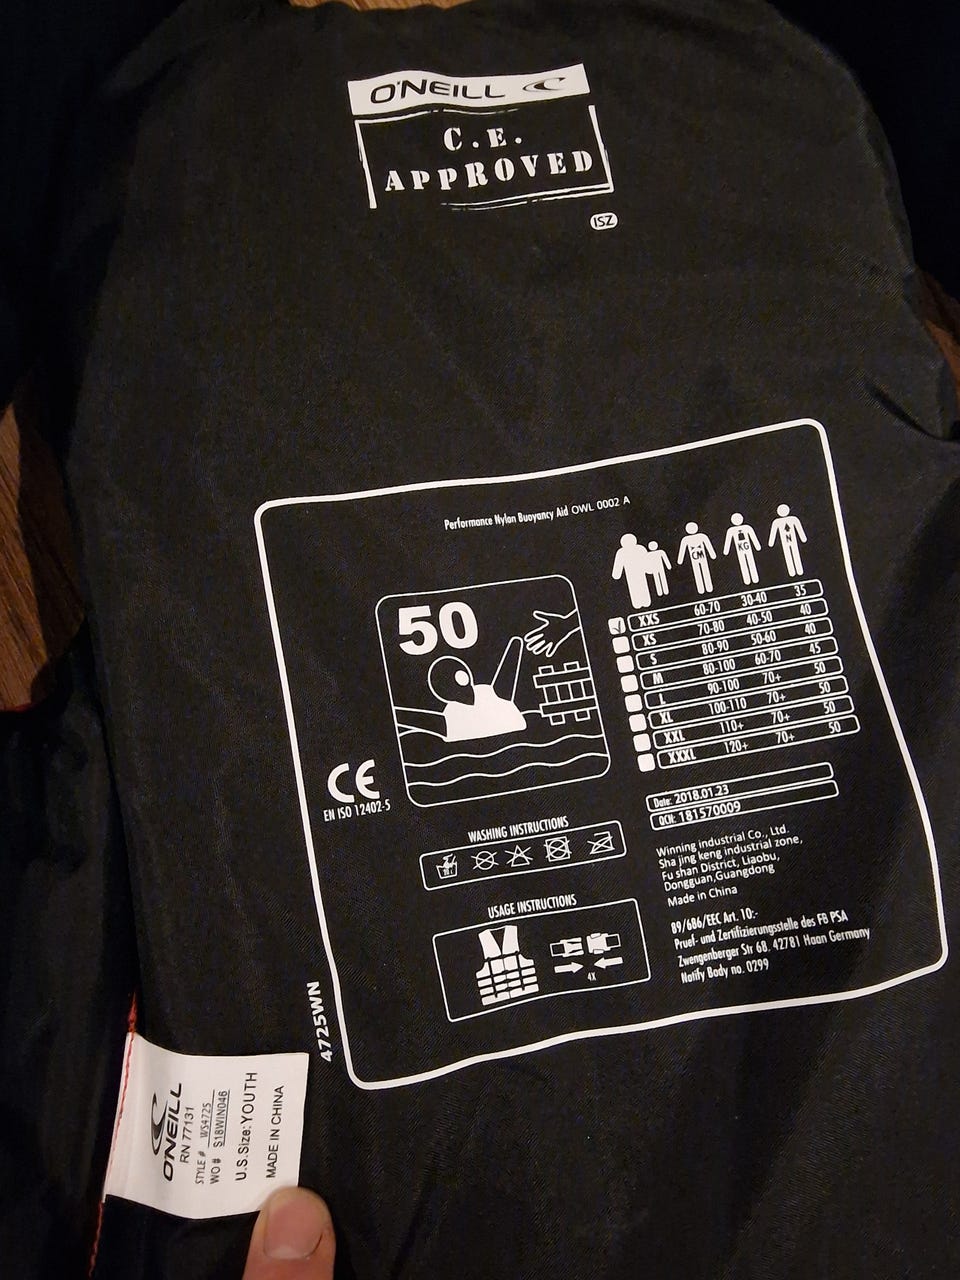 O'NEILL
C.E.
APPROVED
ISZ
Performance Nylon Buoyancy Aid OWL 0002 A
50
CM KG N
XXS 60-70 30-40 35
XS 70-80 40-50 40
S 80-90 50-60 40
M 80-100 60-70 45
L 90-100 70+ 50
XL 100-110 70+ 50
XXL 110+ 70+ 50
XXXL 120+ 70+ 50
CE
EN ISO 12402-5
Date: 2018.01.23
QCN: 181570009
WASHING INSTRUCTIONS
Winning industrial Co., Ltd.
Sha jing keng industrial zone,
Fu shan District, Liaobu,
Dongguan,Guangdong
Made in China
USAGE INSTRUCTIONS
4X
89/686/EEC Art. 10:-
Pruef- und Zertifizierungsstelle des FB PSA
Zwengenberger Str 68. 42781 Haan Germany
Notify Body no. 0299
4725WN
O'NEILL
RN 77131
STYLE # WS4725
WO # S18WIN046
U.S.Size: YOUTH
MADE IN CHINA